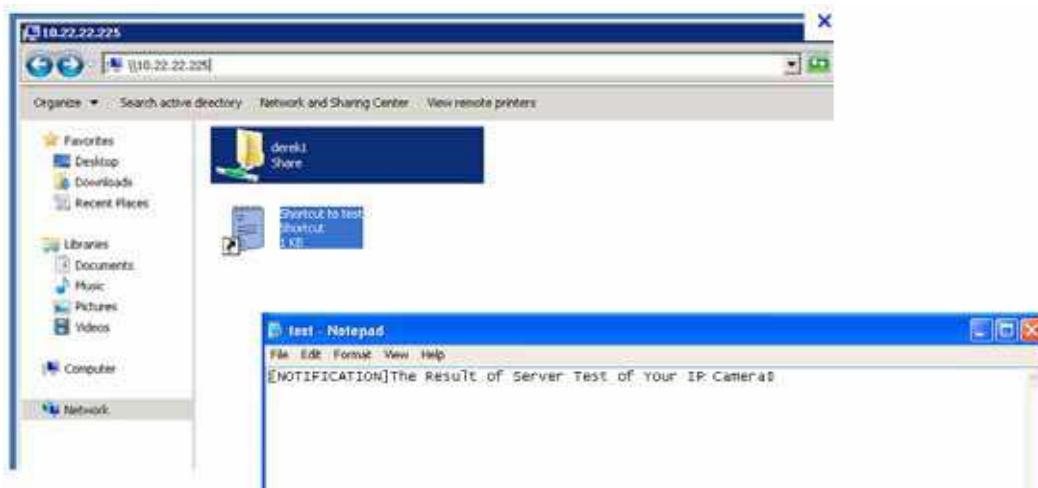 10.22.22.225
\\10.22.22.225
Organize Search active directory Network and Sharing Center View remote printers
Favorites
Desktop
Downloads
Recent Places
Libraries
Documents
Music
Pictures
Videos
Computer
Network
derek1
Share
Shortcut to test
Shortcut
1 KB
test - Notepad
File Edit Format View Help
[NOTIFICATION]The Result of Server Test of Your IP Camera